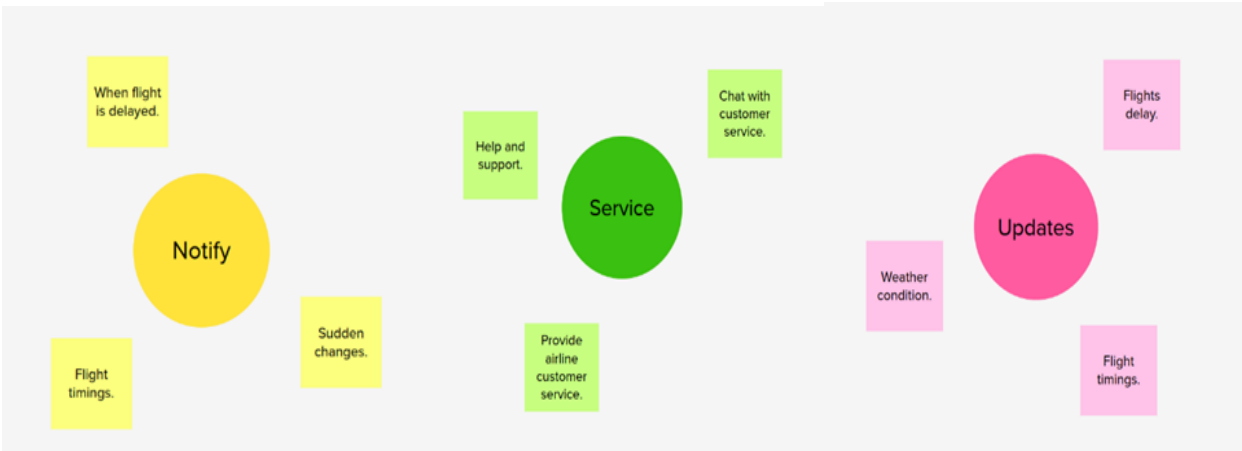 When flight
is delayed.
Notify
Sudden
changes.
Flight
timings.
Help and
support.
Chat with
customer
service.
Service
Provide
airline
customer
service.
Flights
delay.
Updates
Weather
condition.
Flight
timings.